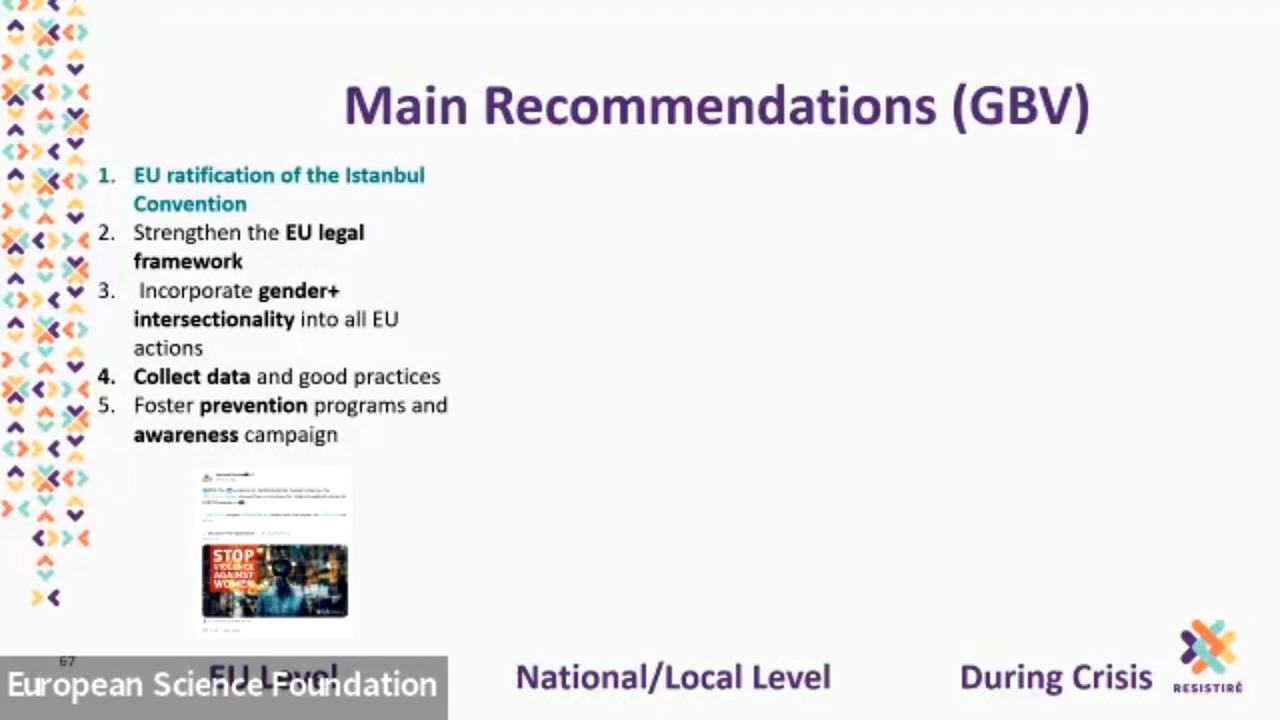 Main Recommendations (GBV)
1. EU ratification of the Istanbul
Convention
2. Strengthen the EU legal
framework
3. Incorporate gender+
intersectionality into all EU
actions
4. Collect data and good practices
5. Foster prevention programs and
awareness campaign
STOP
VIOLENCE
AGAINST
WOMEN
67
EU Level
National/Local Level
During Crisis
European Science Foundation
RESISTIRÉ